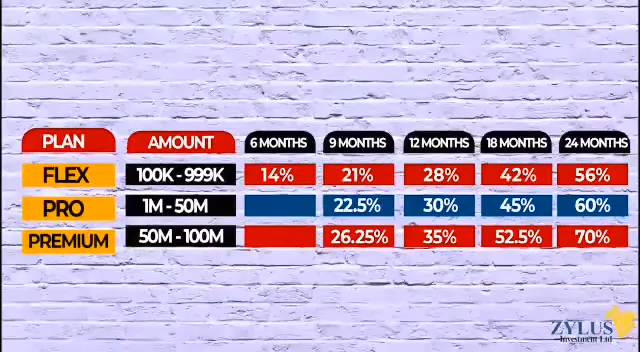 PLAN AMOUNT 6 MONTHS 9 MONTHS 12 MONTHS 18 MONTHS 24 MONTHS
FLEX 100K - 999K 14% 21% 28% 42% 56%
PRO 1M - 50M 22.5% 30% 45% 60%
PREMIUM 50M - 100M 26.25% 35% 52.5% 70%
ZYLUS
Investment Ltd